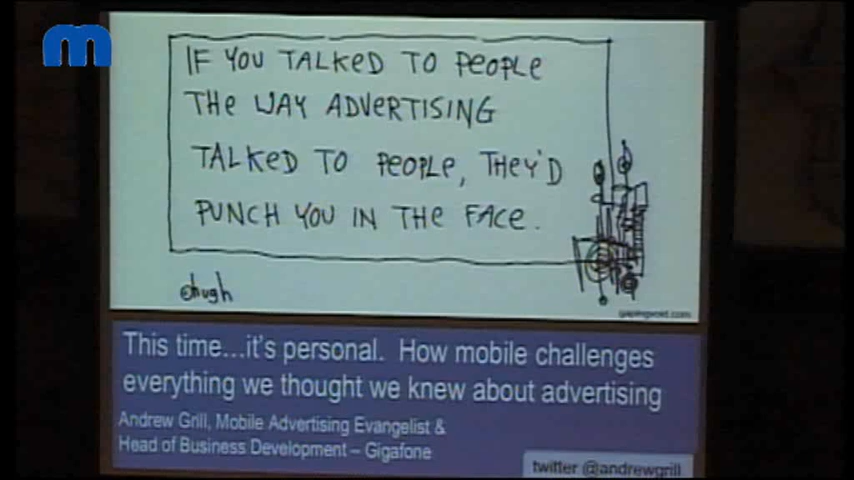 m
IF YOU TALKED TO PEOPLE
THE WAY ADVERTISING
TALKED TO PEOPLE, THEY'D
PUNCH YOU IN THE FACE.
©hugh
gapingvoid.com
This time...it's personal. How mobile challenges
everything we thought we knew about advertising
Andrew Grill, Mobile Advertising Evangelist &
Head of Business Development – Gigafone
twitter @andrewgrill